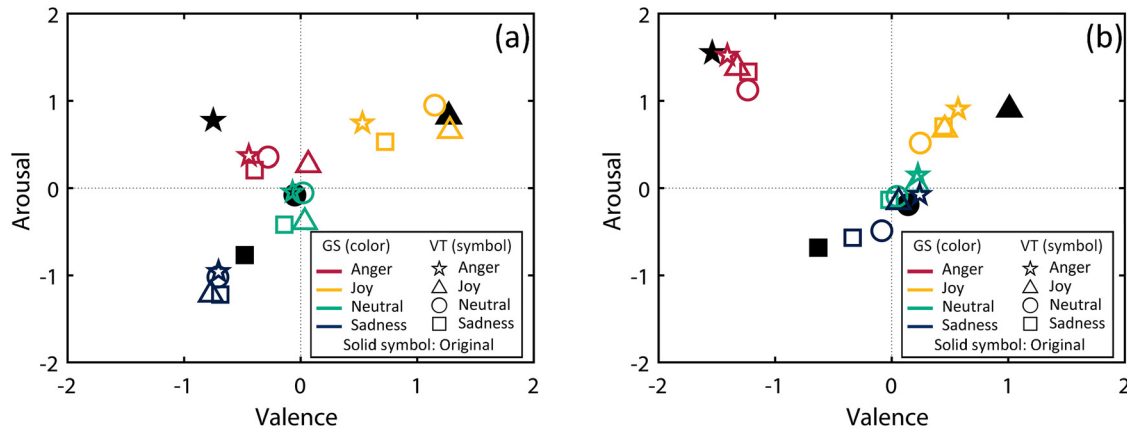 (a)
2
1
0
-1
-2
Arousal
-2 -1 0 1 2
Valence
GS (color) VT (symbol)
Anger Anger
Joy Joy
Neutral Neutral
Sadness Sadness
Solid symbol: Original
(b)
2
1
0
-1
-2
Arousal
-2 -1 0 1 2
Valence
GS (color) VT (symbol)
Anger Anger
Joy Joy
Neutral Neutral
Sadness Sadness
Solid symbol: Original